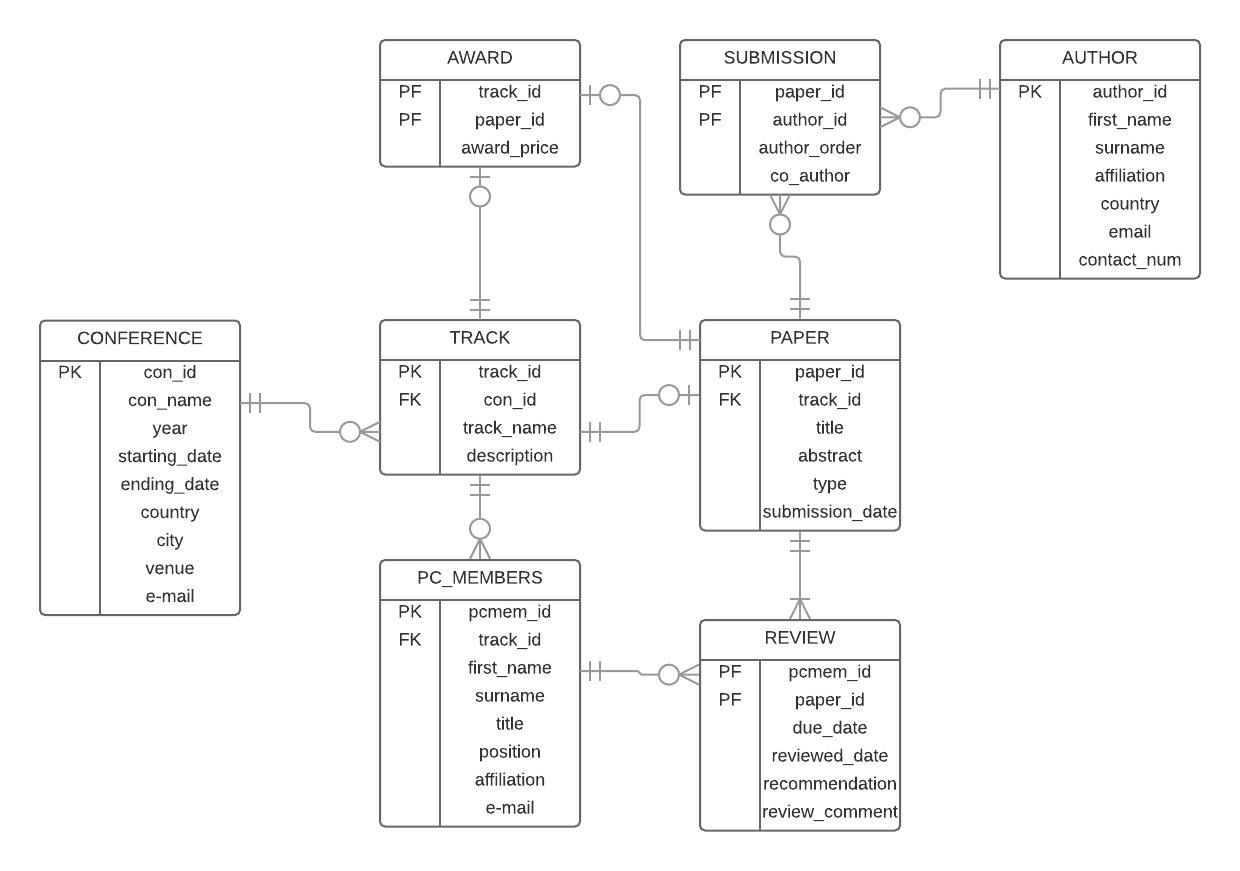 AWARD
PF track_id
PF paper_id
award_price
SUBMISSION
PF paper_id
PF author_id
author_order
co_author
AUTHOR
PK author_id
first_name
surname
affiliation
country
email
contact_num
CONFERENCE
PK con_id
con_name
year
starting_date
ending_date
country
city
venue
e-mail
TRACK
PK track_id
FK con_id
track_name
description
PAPER
PK paper_id
FK track_id
title
abstract
type
submission_date
PC_MEMBERS
PK pcmem_id
FK track_id
first_name
surname
title
position
affiliation
e-mail
REVIEW
PF pcmem_id
PF paper_id
due_date
reviewed_date
recommendation
review_comment